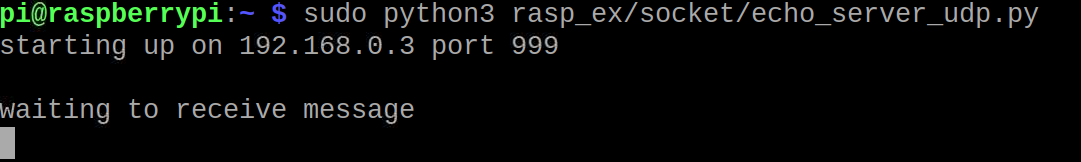 pi@raspberrypi:~ $ sudo python3 rasp_ex/socket/echo_server_udp.py
starting up on 192.168.0.3 port 999
waiting to receive message